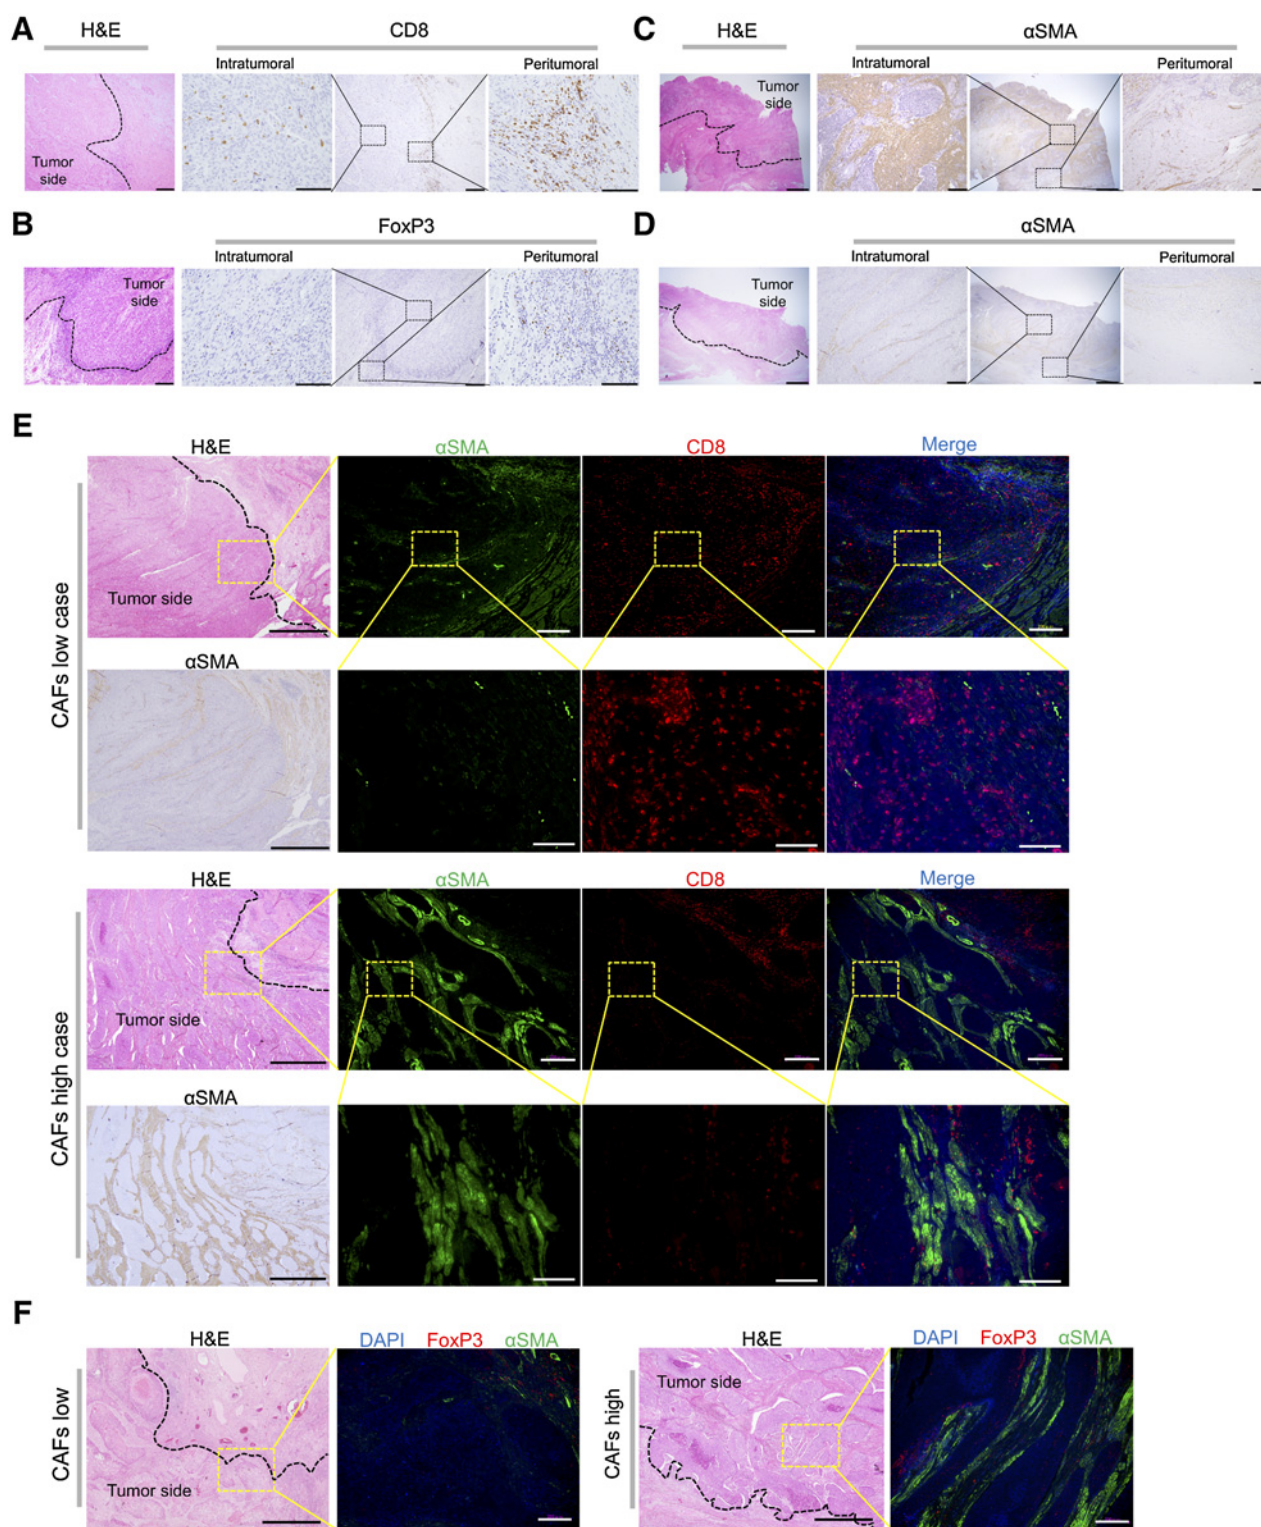 A
H&E
CD8
Intratumoral
Peritumoral
Tumor
side
C
H&E
αSMA
Intratumoral
Peritumoral
Tumor
side
B
FoxP3
Intratumoral
Peritumoral
Tumor
side
D
αSMA
Intratumoral
Peritumoral
Tumor
side
E
CAFs low case
H&E
αSMA
CD8
Merge
Tumor side
αSMA
CAFs high case
H&E
αSMA
CD8
Merge
Tumor side
αSMA
F
CAFs low
H&E
DAPI FoxP3 αSMA
Tumor side
CAFs high
H&E
DAPI FoxP3 αSMA
Tumor side